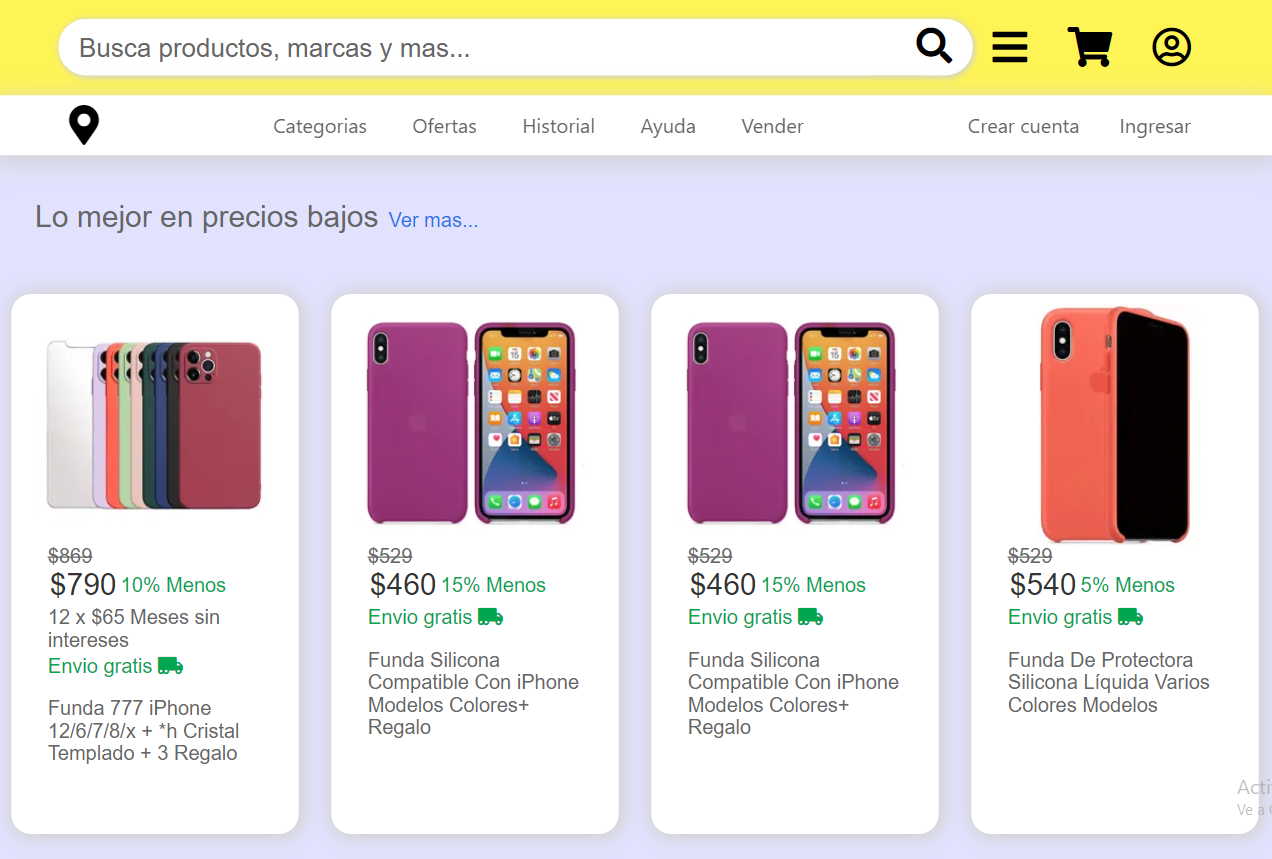 Busca productos, marcas y mas...
Categorias Ofertas Historial Ayuda Vender Crear cuenta Ingresar
Lo mejor en precios bajos Ver mas...
$869
$790 10% Menos
12 x $65 Meses sin
intereses
Envio gratis
Funda 777 iPhone
12/6/7/8/x + *h Cristal
Templado + 3 Regalo
$529
$460 15% Menos
Envio gratis
Funda Silicona
Compatible Con iPhone
Modelos Colores+
Regalo
$529
$460 15% Menos
Envio gratis
Funda Silicona
Compatible Con iPhone
Modelos Colores+
Regalo
$529
$540 5% Menos
Envio gratis
Funda De Protectora
Silicona Líquida Varios
Colores Modelos
Ve a